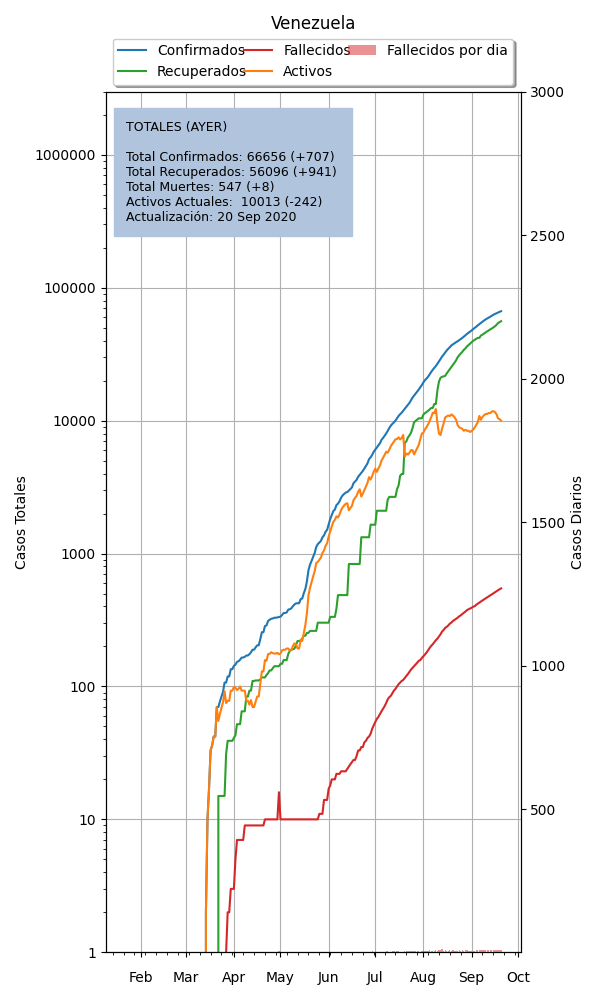 Venezuela
Confirmados
Fallecidos
Fallecidos por dia
Recuperados
Activos
TOTALES (AYER)
Total Confirmados: 66656 (+707)
Total Recuperados: 56096 (+941)
Total Muertes: 547 (+8)
Activos Actuales:  10013 (-242)
Actualización: 20 Sep 2020
Casos Totales
1000000
100000
10000
1000
100
10
1
3000
2500
2000
1500
1000
500
Casos Diarios
Feb Mar Apr May Jun Jul Aug Sep Oct